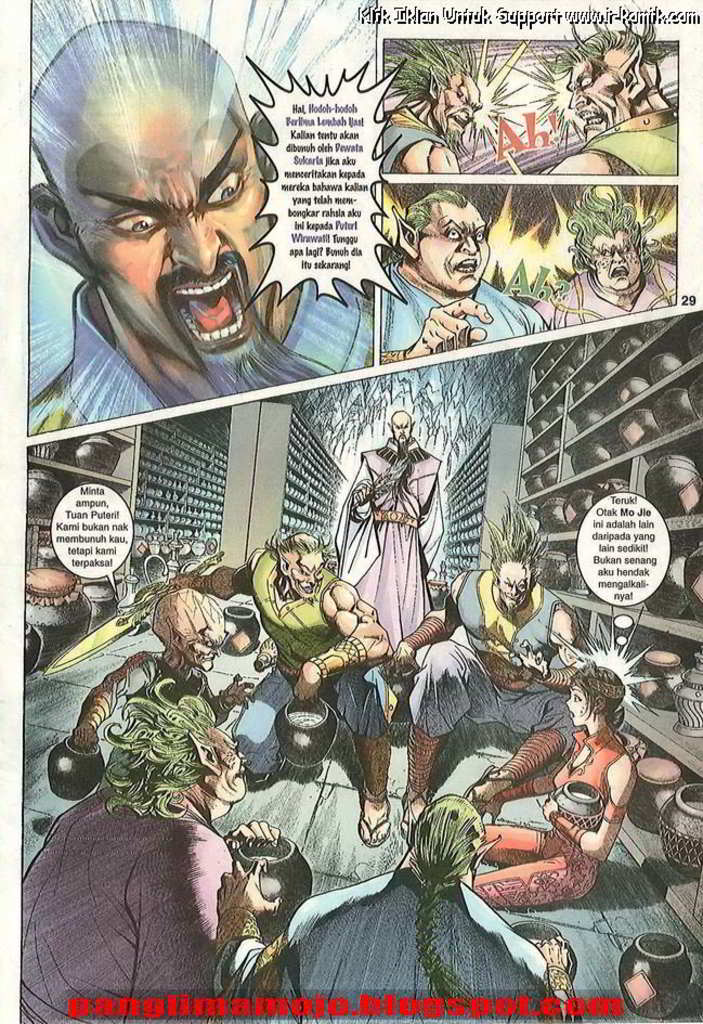 Klik Iklan Untuk Support www.ir-komik.com
Hai, Hodoh-hodoh
Berlima Lembah Ijas!
Kalian tentu akan
dibunuh oleh Dewata
Sukarla jika aku
menceritakan kepada
mereka bahawa kalian
yang telah mem-
bongkar rahsia aku
ini kepada Puteri
Wirawati! Tunggu
apa lagi? Bunuh dia
itu sekarang!
Ah!
Ah?
29
Minta
ampun,
Tuan Puteri!
Kami bukan nak
membunuh kau,
tetapi kami
terpaksa!
Teruk!
Otak Mo Jie
ini adalah lain
daripada yang
lain sedikit!
Bukan senang
aku hendak
mengalkali-
nya!
panglimamojo.blogspot.com